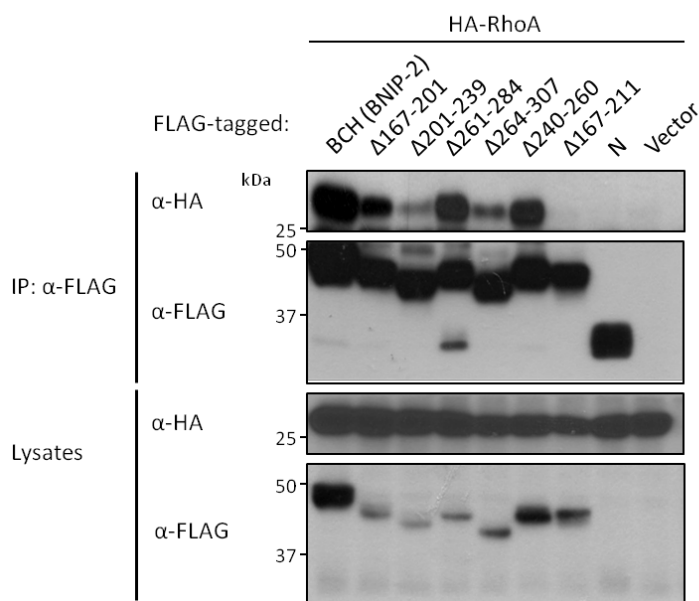 HA-RhoA
FLAG-tagged:
BCH (BNIP-2)
Δ167-201
Δ201-239
Δ261-284
Δ264-307
Δ240-260
Δ167-211
N
Vector
kDa
α-HA
25
50
IP: α-FLAG
α-FLAG
37
α-HA
25
Lysates
50
α-FLAG
37